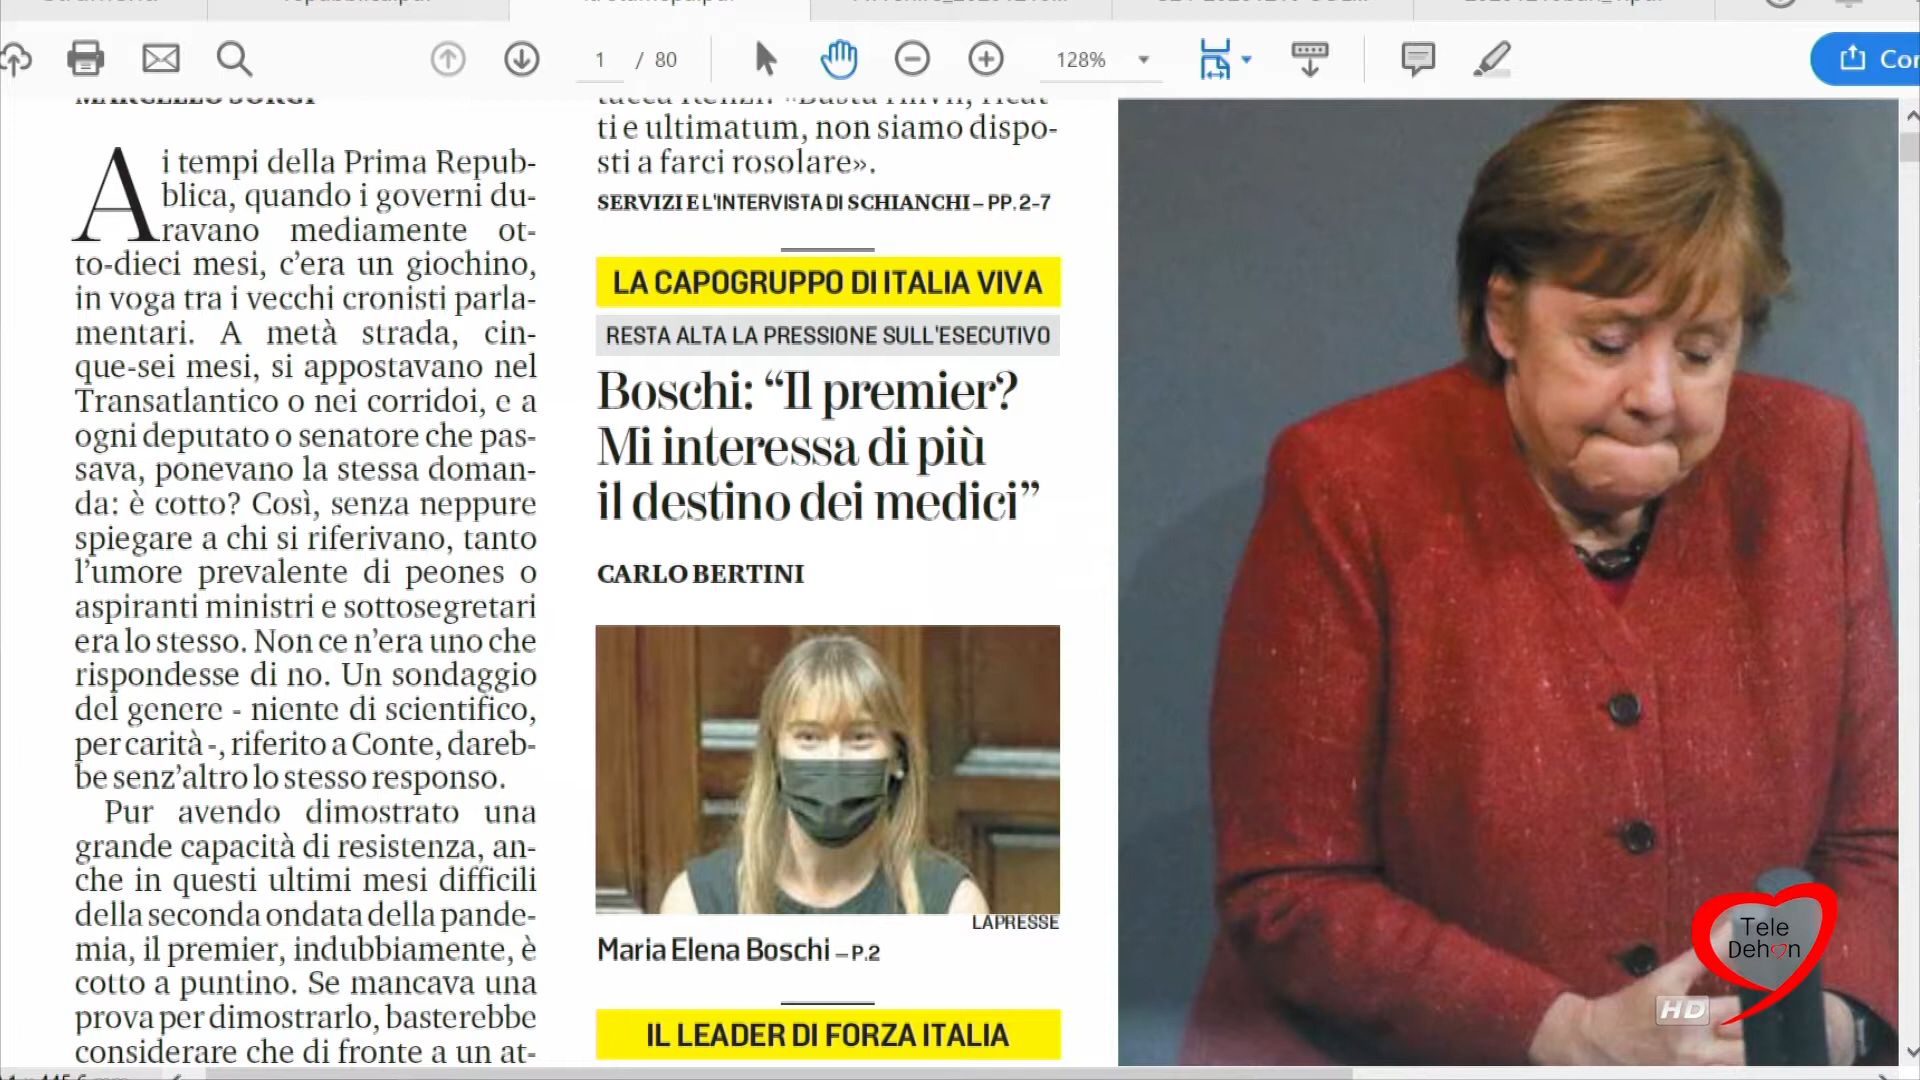 1 / 80
128%
Con
MARCELLO SORGI
Ai tempi della Prima Repub-
blica, quando i governi du-
ravano mediamente ot-
to-dieci mesi, c'era un giochino,
in voga tra i vecchi cronisti parla-
mentari. A metà strada, cin-
que-sei mesi, si appostavano nel
Transatlantico o nei corridoi, e a
ogni deputato o senatore che pas-
sava, ponevano la stessa doman-
da: è cotto? Così, senza neppure
spiegare a chi si riferivano, tanto
l'umore prevalente di peones o
aspiranti ministri e sottosegretari
era lo stesso. Non ce n'era uno che
rispondesse di no. Un sondaggio
del genere - niente di scientifico,
per carità -, riferito a Conte, dareb-
be senz'altro lo stesso responso.
Pur avendo dimostrato una
grande capacità di resistenza, an-
che in questi ultimi mesi difficili
della seconda ondata della pande-
mia, il premier, indubbiamente, è
cotto a puntino. Se mancava una
prova per dimostrarlo, basterebbe
considerare che di fronte a un at-
ti e ultimatum, non siamo dispo-
sti a farci rosolare».
SERVIZI E L'INTERVISTA DI SCHIANCHI – PP. 2-7
LA CAPOGRUPPO DI ITALIA VIVA
RESTA ALTA LA PRESSIONE SULL'ESECUTIVO
Boschi: “Il premier?
Mi interessa di più
il destino dei medici”
CARLO BERTINI
LAPRESSE
Maria Elena Boschi – P.2
IL LEADER DI FORZA ITALIA
Tele
Dehon
HD